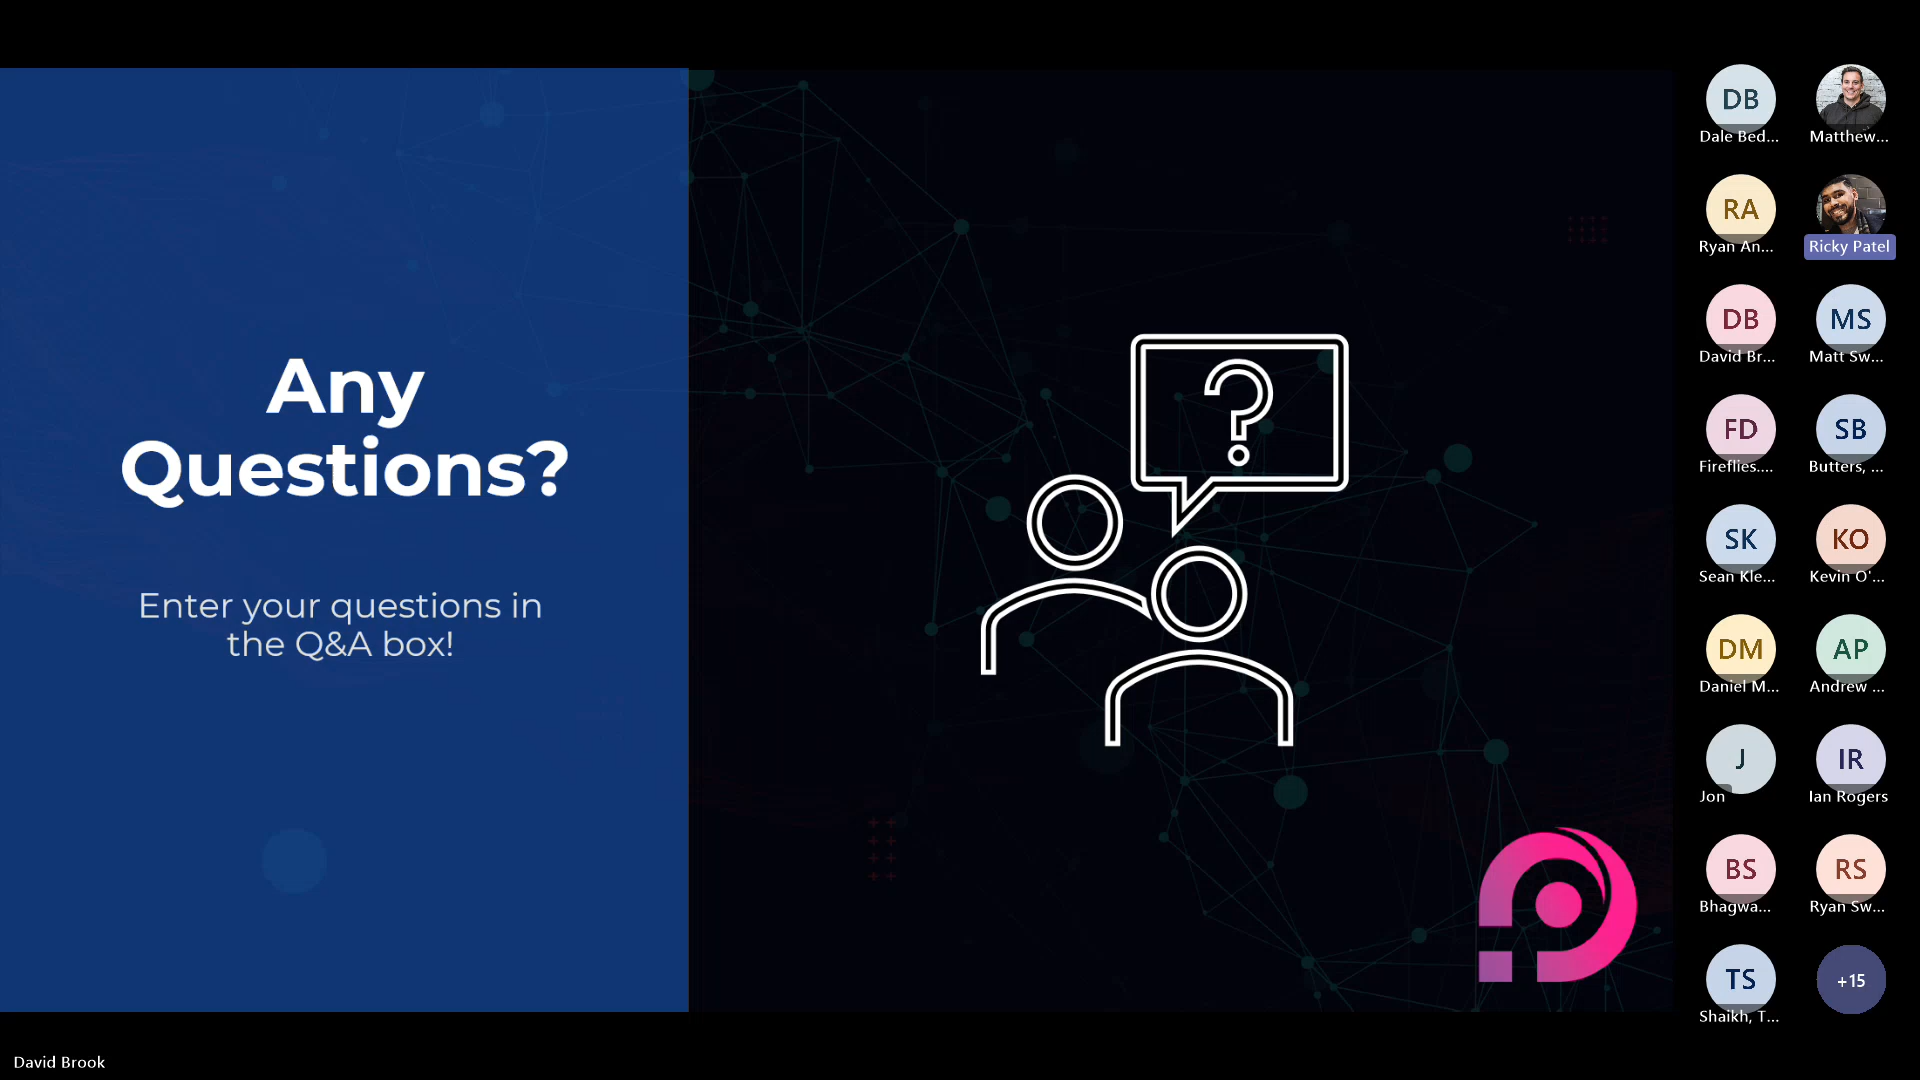 Any
Questions?
Enter your questions in
the Q&A box!
?
DB
Dale Bed...
Matthew...
RA
Ryan An...
Ricky Patel
DB
David Br...
MS
Matt Sw...
FD
Fireflies....
SB
Butters, ...
SK
Sean Kle...
KO
Kevin O'...
DM
Daniel M...
AP
Andrew ...
J
Jon
IR
Ian Rogers
BS
Bhagwa...
RS
Ryan Sw...
TS
Shaikh, T...
+15
David Brook